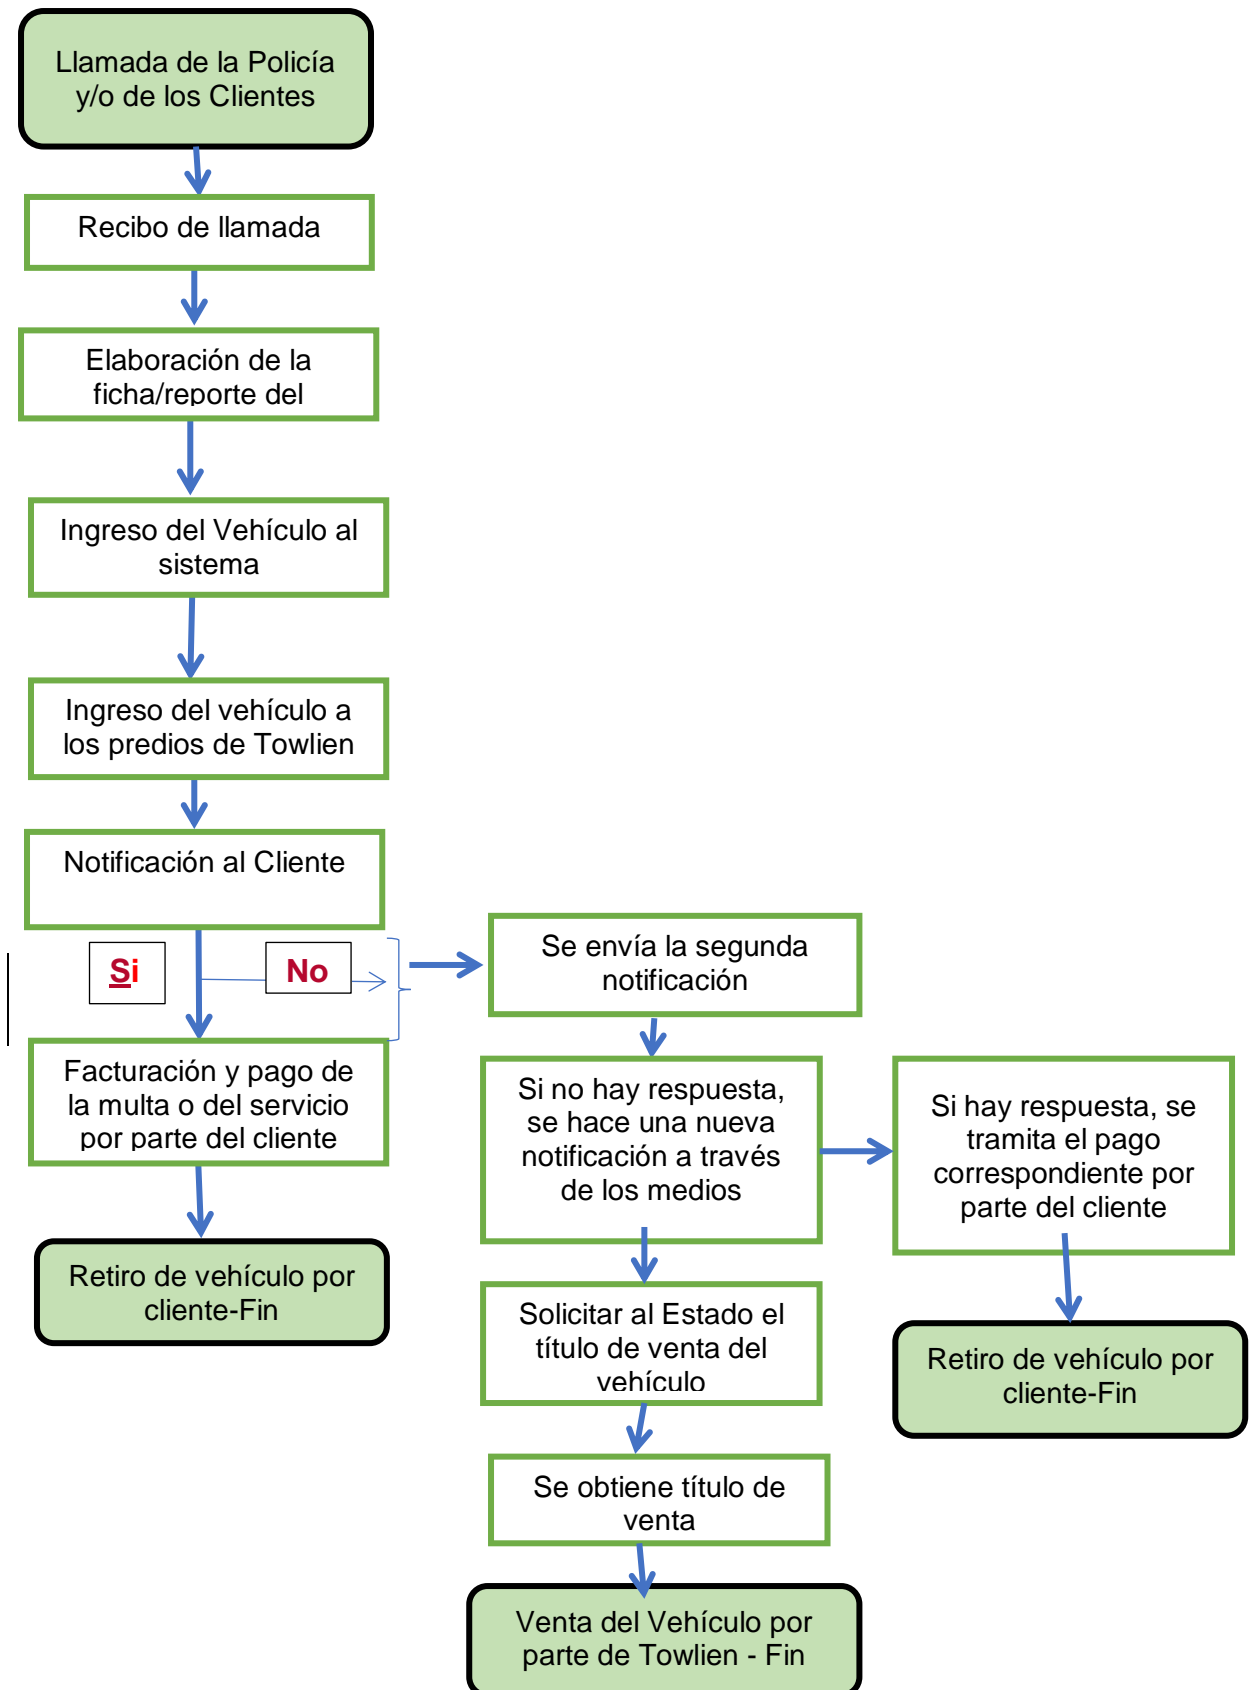 Llamada de la Policía
y/o de los Clientes
Recibo de llamada
Elaboración de la
ficha/reporte del
Ingreso del Vehículo al
sistema
Ingreso del vehículo a
los predios de Towlien
Notificación al Cliente
Si
No
Facturación y pago de
la multa o del servicio
por parte del cliente
Retiro de vehículo por
cliente-Fin
Se envía la segunda
notificación
Si no hay respuesta,
se hace una nueva
notificación a través
de los medios
Si hay respuesta, se
tramita el pago
correspondiente por
parte del cliente
Retiro de vehículo por
cliente-Fin
Solicitar al Estado el
título de venta del
vehículo
Se obtiene título de
venta
Venta del Vehículo por
parte de Towlien - Fin